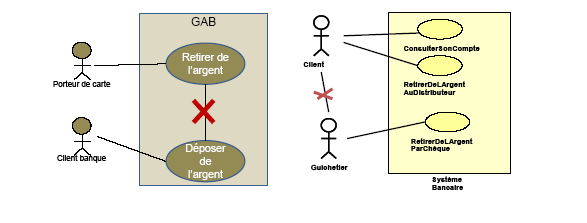 GAB
Retirer de
l'argent
Porteur de carte
Client banque
Déposer
de
l'argent
ConsulterSonCompte
Client
RetirerDeLArgent
AuDistributeur
Guichetier
RetirerDeLArgent
ParChèque
Système
Bancaire